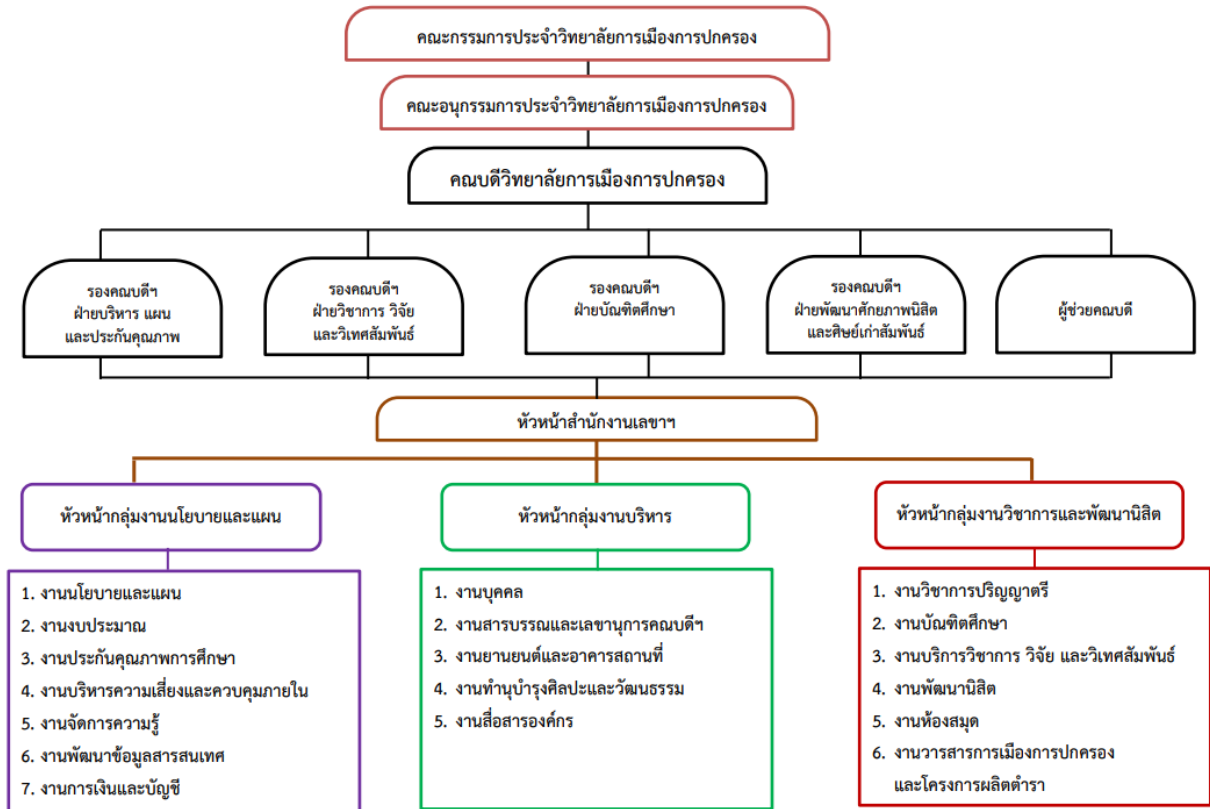 คณะกรรมการประจำวิทยาลัยการเมืองการปกครอง
คณะอนุกรรมการประจำวิทยาลัยการเมืองการปกครอง
คณบดีวิทยาลัยการเมืองการปกครอง
รองคณบดีฯ
ฝ่ายบริหาร แผน
และประกันคุณภาพ
รองคณบดีฯ
ฝ่ายวิชาการ วิจัย
และวิเทศสัมพันธ์
รองคณบดีฯ
ฝ่ายบัณฑิตศึกษา
รองคณบดีฯ
ฝ่ายพัฒนาศักยภาพนิสิต
และศิษย์เก่าสัมพันธ์
ผู้ช่วยคณบดี
หัวหน้าสำนักงานเลขาฯ
หัวหน้ากลุ่มงานนโยบายและแผน
1. งานนโยบายและแผน
2. งานงบประมาณ
3. งานประกันคุณภาพการศึกษา
4. งานบริหารความเสี่ยงและควบคุมภายใน
5. งานจัดการความรู้
6. งานพัฒนาข้อมูลสารสนเทศ
7. งานการเงินและบัญชี
หัวหน้ากลุ่มงานบริหาร
1. งานบุคคล
2. งานสารบรรณและเลขานุการคณบดีฯ
3. งานยานยนต์และอาคารสถานที่
4. งานทำนุบำรุงศิลปะและวัฒนธรรม
5. งานสื่อสารองค์กร
หัวหน้ากลุ่มงานวิชาการและพัฒนานิสิต
1. งานวิชาการปริญญาตรี
2. งานบัณฑิตศึกษา
3. งานบริการวิชาการ วิจัย และวิเทศสัมพันธ์
4. งานพัฒนานิสิต
5. งานห้องสมุด
6. งานวารสารการเมืองการปกครอง
และโครงการผลิตตำรา